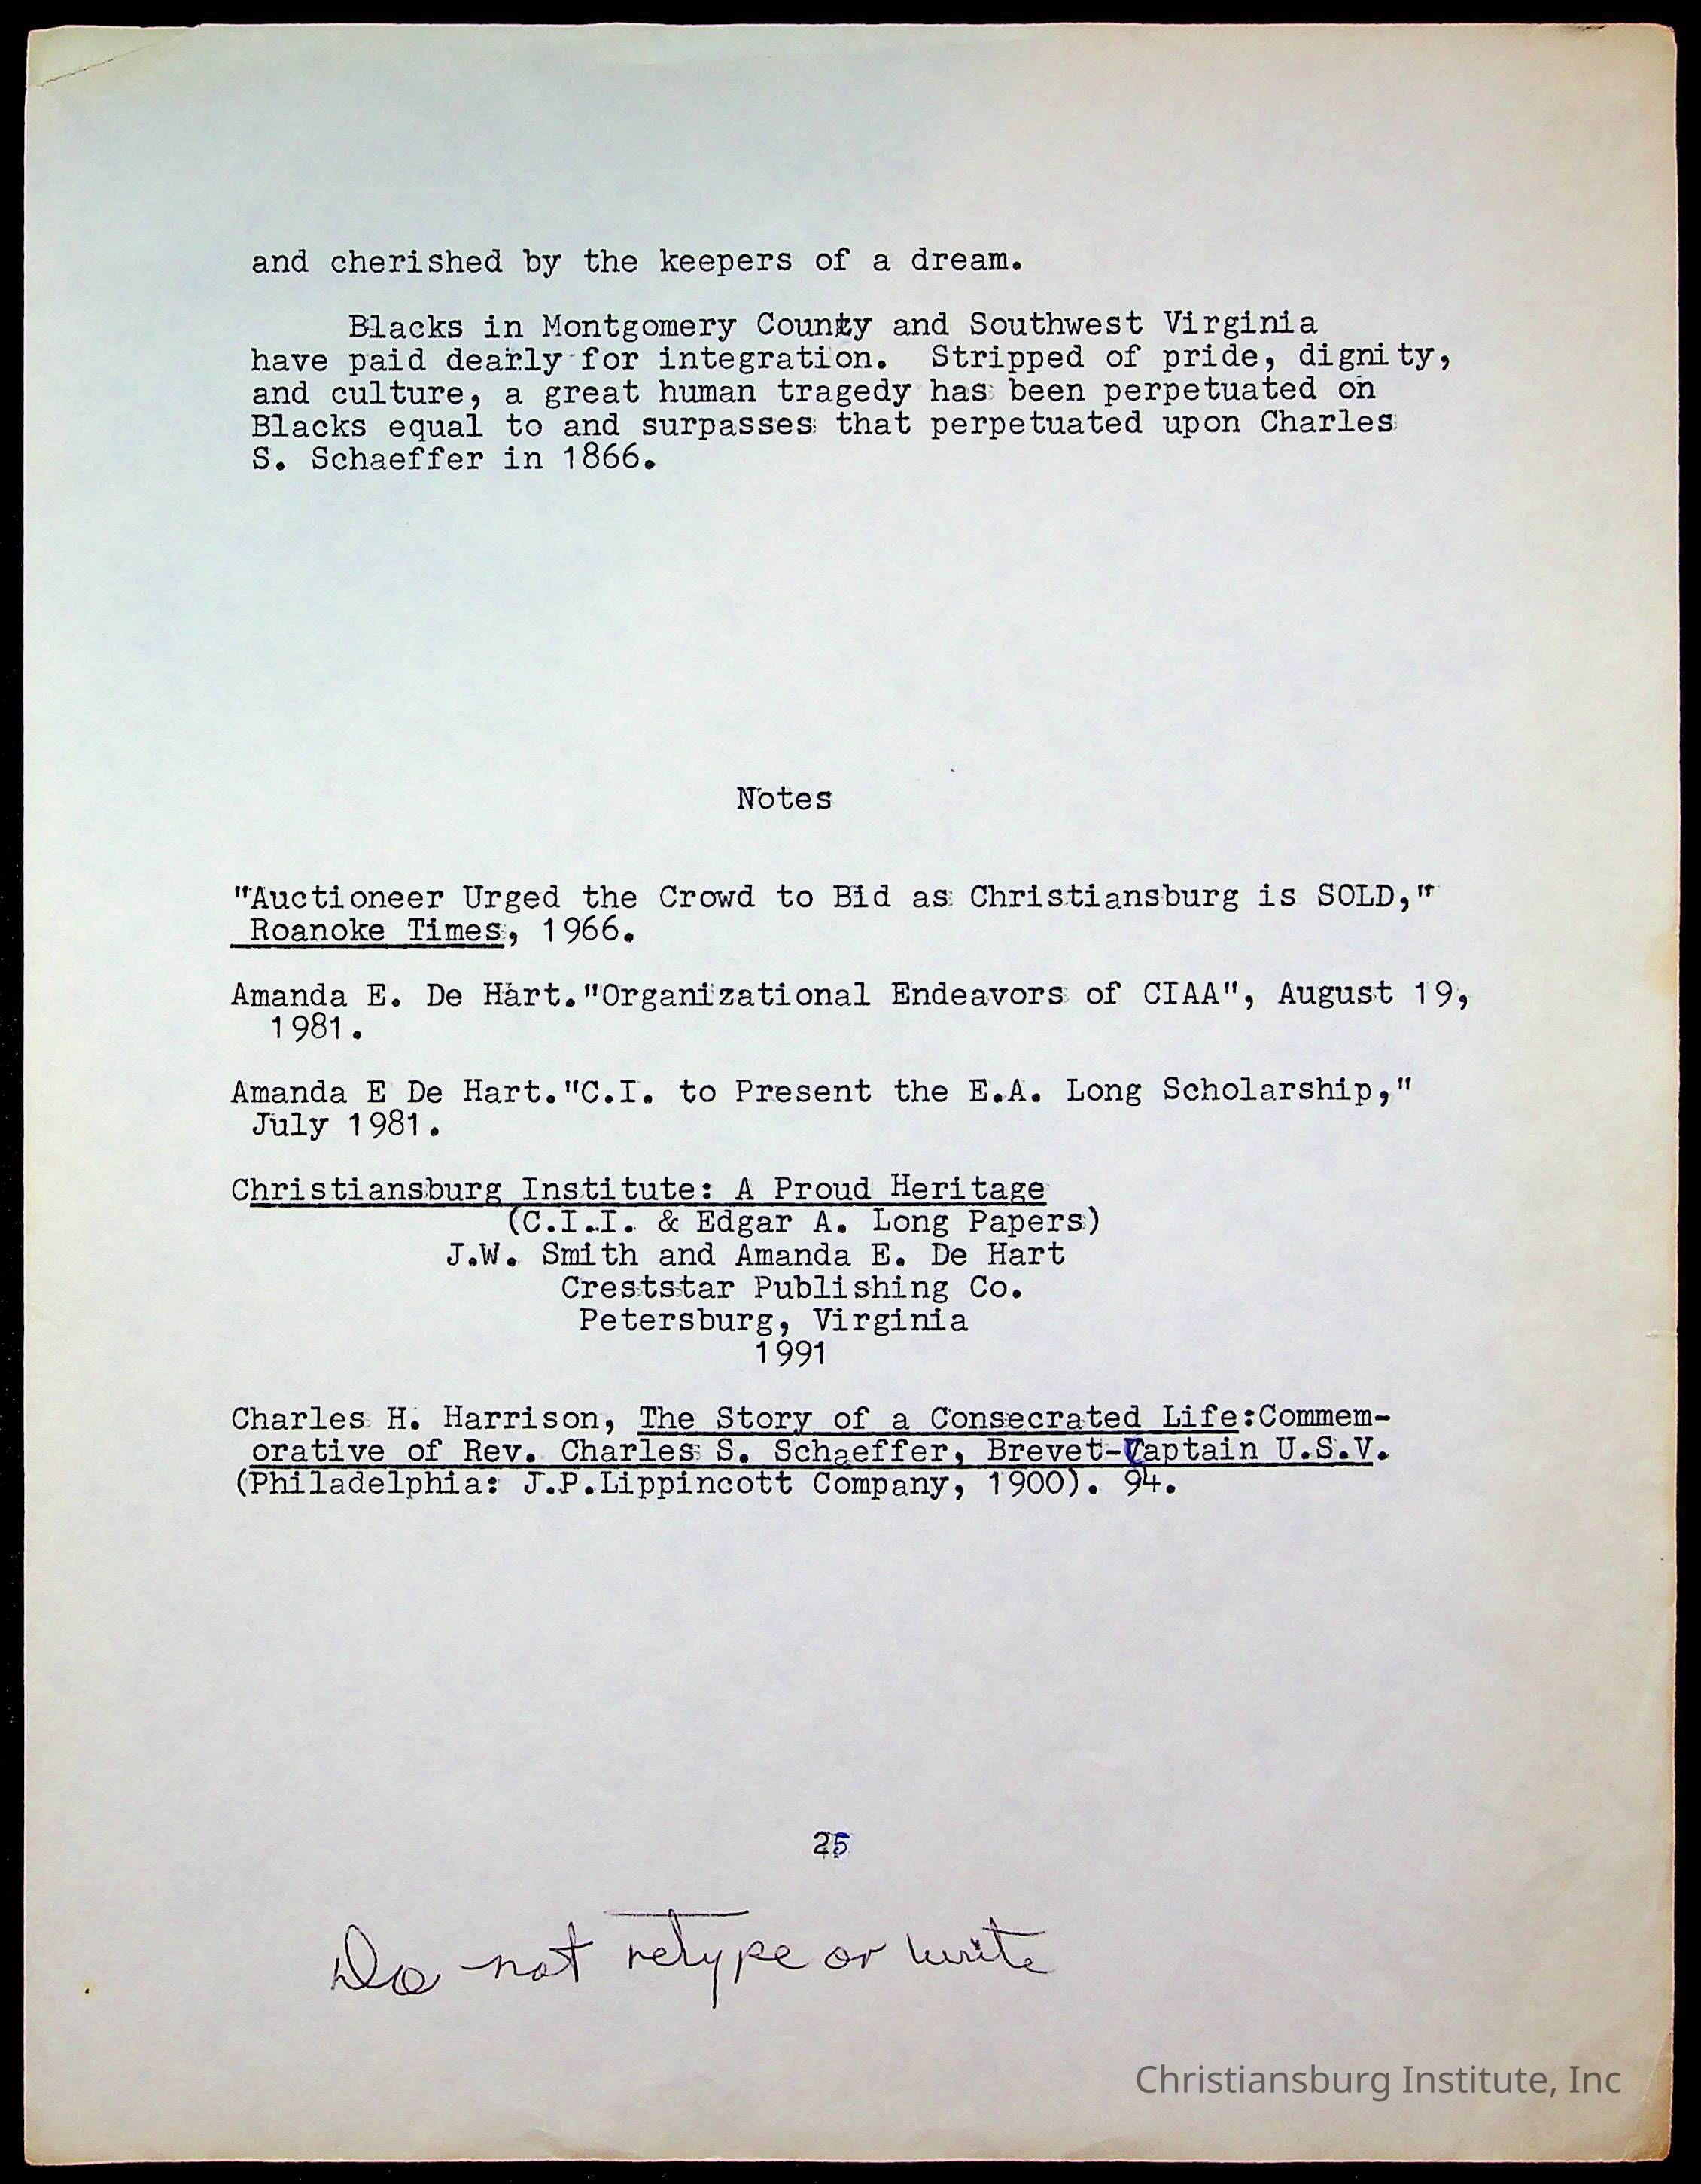 and cherished by the keepers of a dream.
Blacks in Montgomery County and Southwest Virginia
have paid dearly for integration. Stripped of pride, dignity,
and culture, a great human tragedy has been perpetuated on
Blacks equal to and surpasses that perpetuated upon Charles
S. Schaeffer in 1866.
Notes
"Auctioneer Urged the Crowd to Bid as Christiansburg is SOLD,"
Roanoke Times, 1966.
Amanda E. De Hart."Organizational Endeavors of CIAA", August 19,
1981.
Amanda E De Hart."C.I. to Present the E.A. Long Scholarship,"
July 1981.
Christiansburg Institute: A Proud Heritage
(C.I.I. & Edgar A. Long Papers)
J.W. Smith and Amanda E. De Hart
Creststar Publishing Co.
Petersburg, Virginia
1991
Charles H. Harrison, The Story of a Consecrated Life:Commem-
orative of Rev. Charles S. Schaeffer, Brevet-Captain U.S.V.
(Philadelphia: J.P.Lippincott Company, 1900). 94.
25
Do not retype or write
Christiansburg Institute, Inc